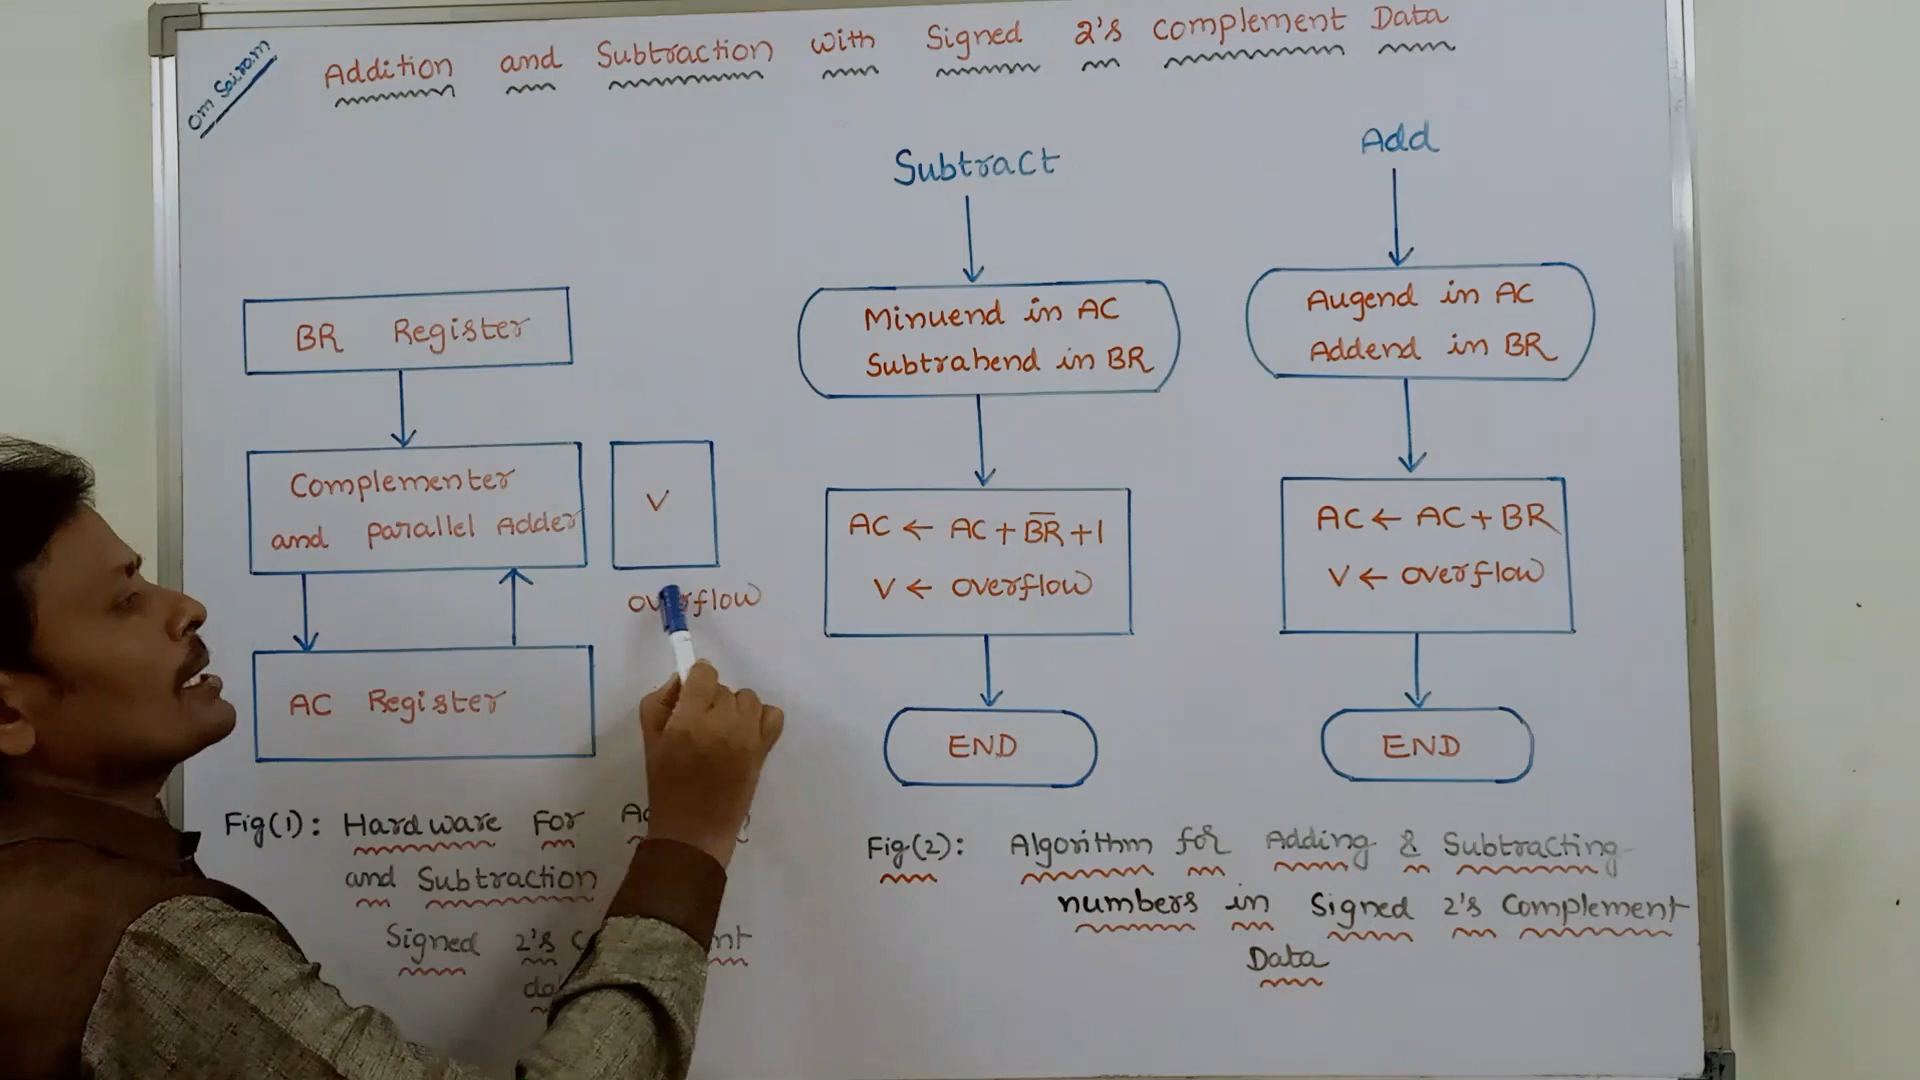 Om Sairam
Addition and Subtraction with Signed 2's complement Data
BR Register
Complementer
and parallel Adder
V
overflow
AC Register
Fig(1): Hardware For
and Subtraction
Signed 2's
Subtract
Minuend in AC
Subtrahend in BR
AC ← AC + B̅R̅ + 1
V ← overflow
END
Add
Augend in AC
Addend in BR
AC ← AC + BR
V ← overflow
END
Fig(2): Algorithm for Adding & Subtracting
numbers in Signed 2's Complement
Data